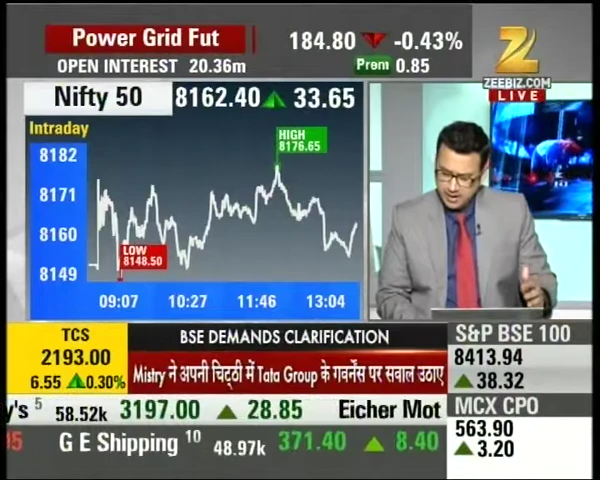 Power Grid Fut
184.80 -0.43%
OPEN INTEREST 20.36m
Prem 0.85
ZEEBIZ.COM
LIVE
Nifty 50 8162.40 33.65
Intraday
8182
8171
8160
8149
HIGH
8176.65
LOW
8148.50
09:07 10:27 11:46 13:04
TCS
2193.00
6.55 0.30%
BSE DEMANDS CLARIFICATION
Mistry ने अपनी चिट्ठी में Tata Group के गवर्नेंस पर सवाल उठाए
S&P BSE 100
8413.94
38.32
MCX CPO
563.90
3.20
y's 5 58.52k 3197.00 28.85 Eicher Mot
35 G E Shipping 10 48.97k 371.40 8.40